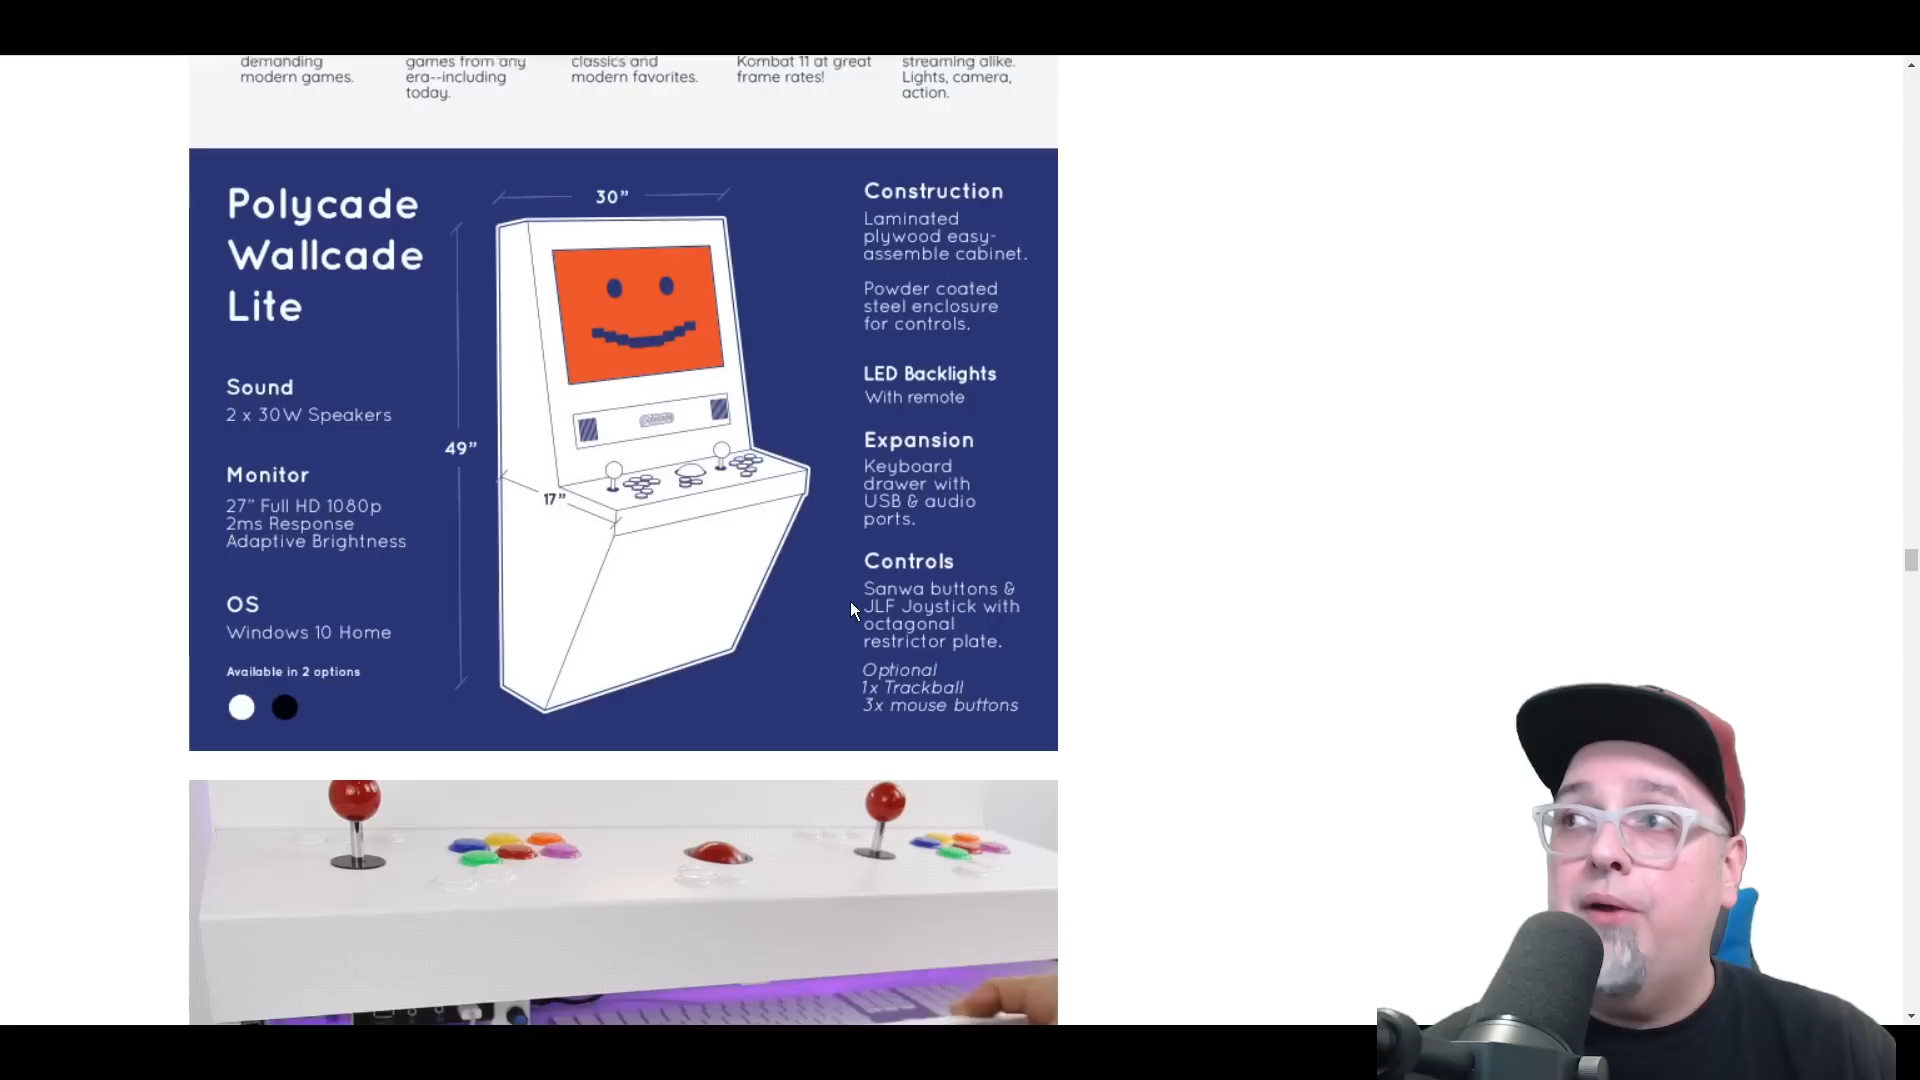 demanding
modern games.
games from any
era--including
today.
classics and
modern favorites.
Kombat 11 at great
frame rates!
streaming alike.
Lights, camera,
action.
Polycade
Wallcade
Lite
Sound
2 x 30W Speakers
Monitor
27" Full HD 1080p
2ms Response
Adaptive Brightness
OS
Windows 10 Home
Available in 2 options
30"
49"
17"
Construction
Laminated
plywood easy-
assemble cabinet.
Powder coated
steel enclosure
for controls.
LED Backlights
With remote
Expansion
Keyboard
drawer with
USB & audio
ports.
Controls
Sanwa buttons &
JLF Joystick with
octagonal
restrictor plate.
Optional
1x Trackball
3x mouse buttons